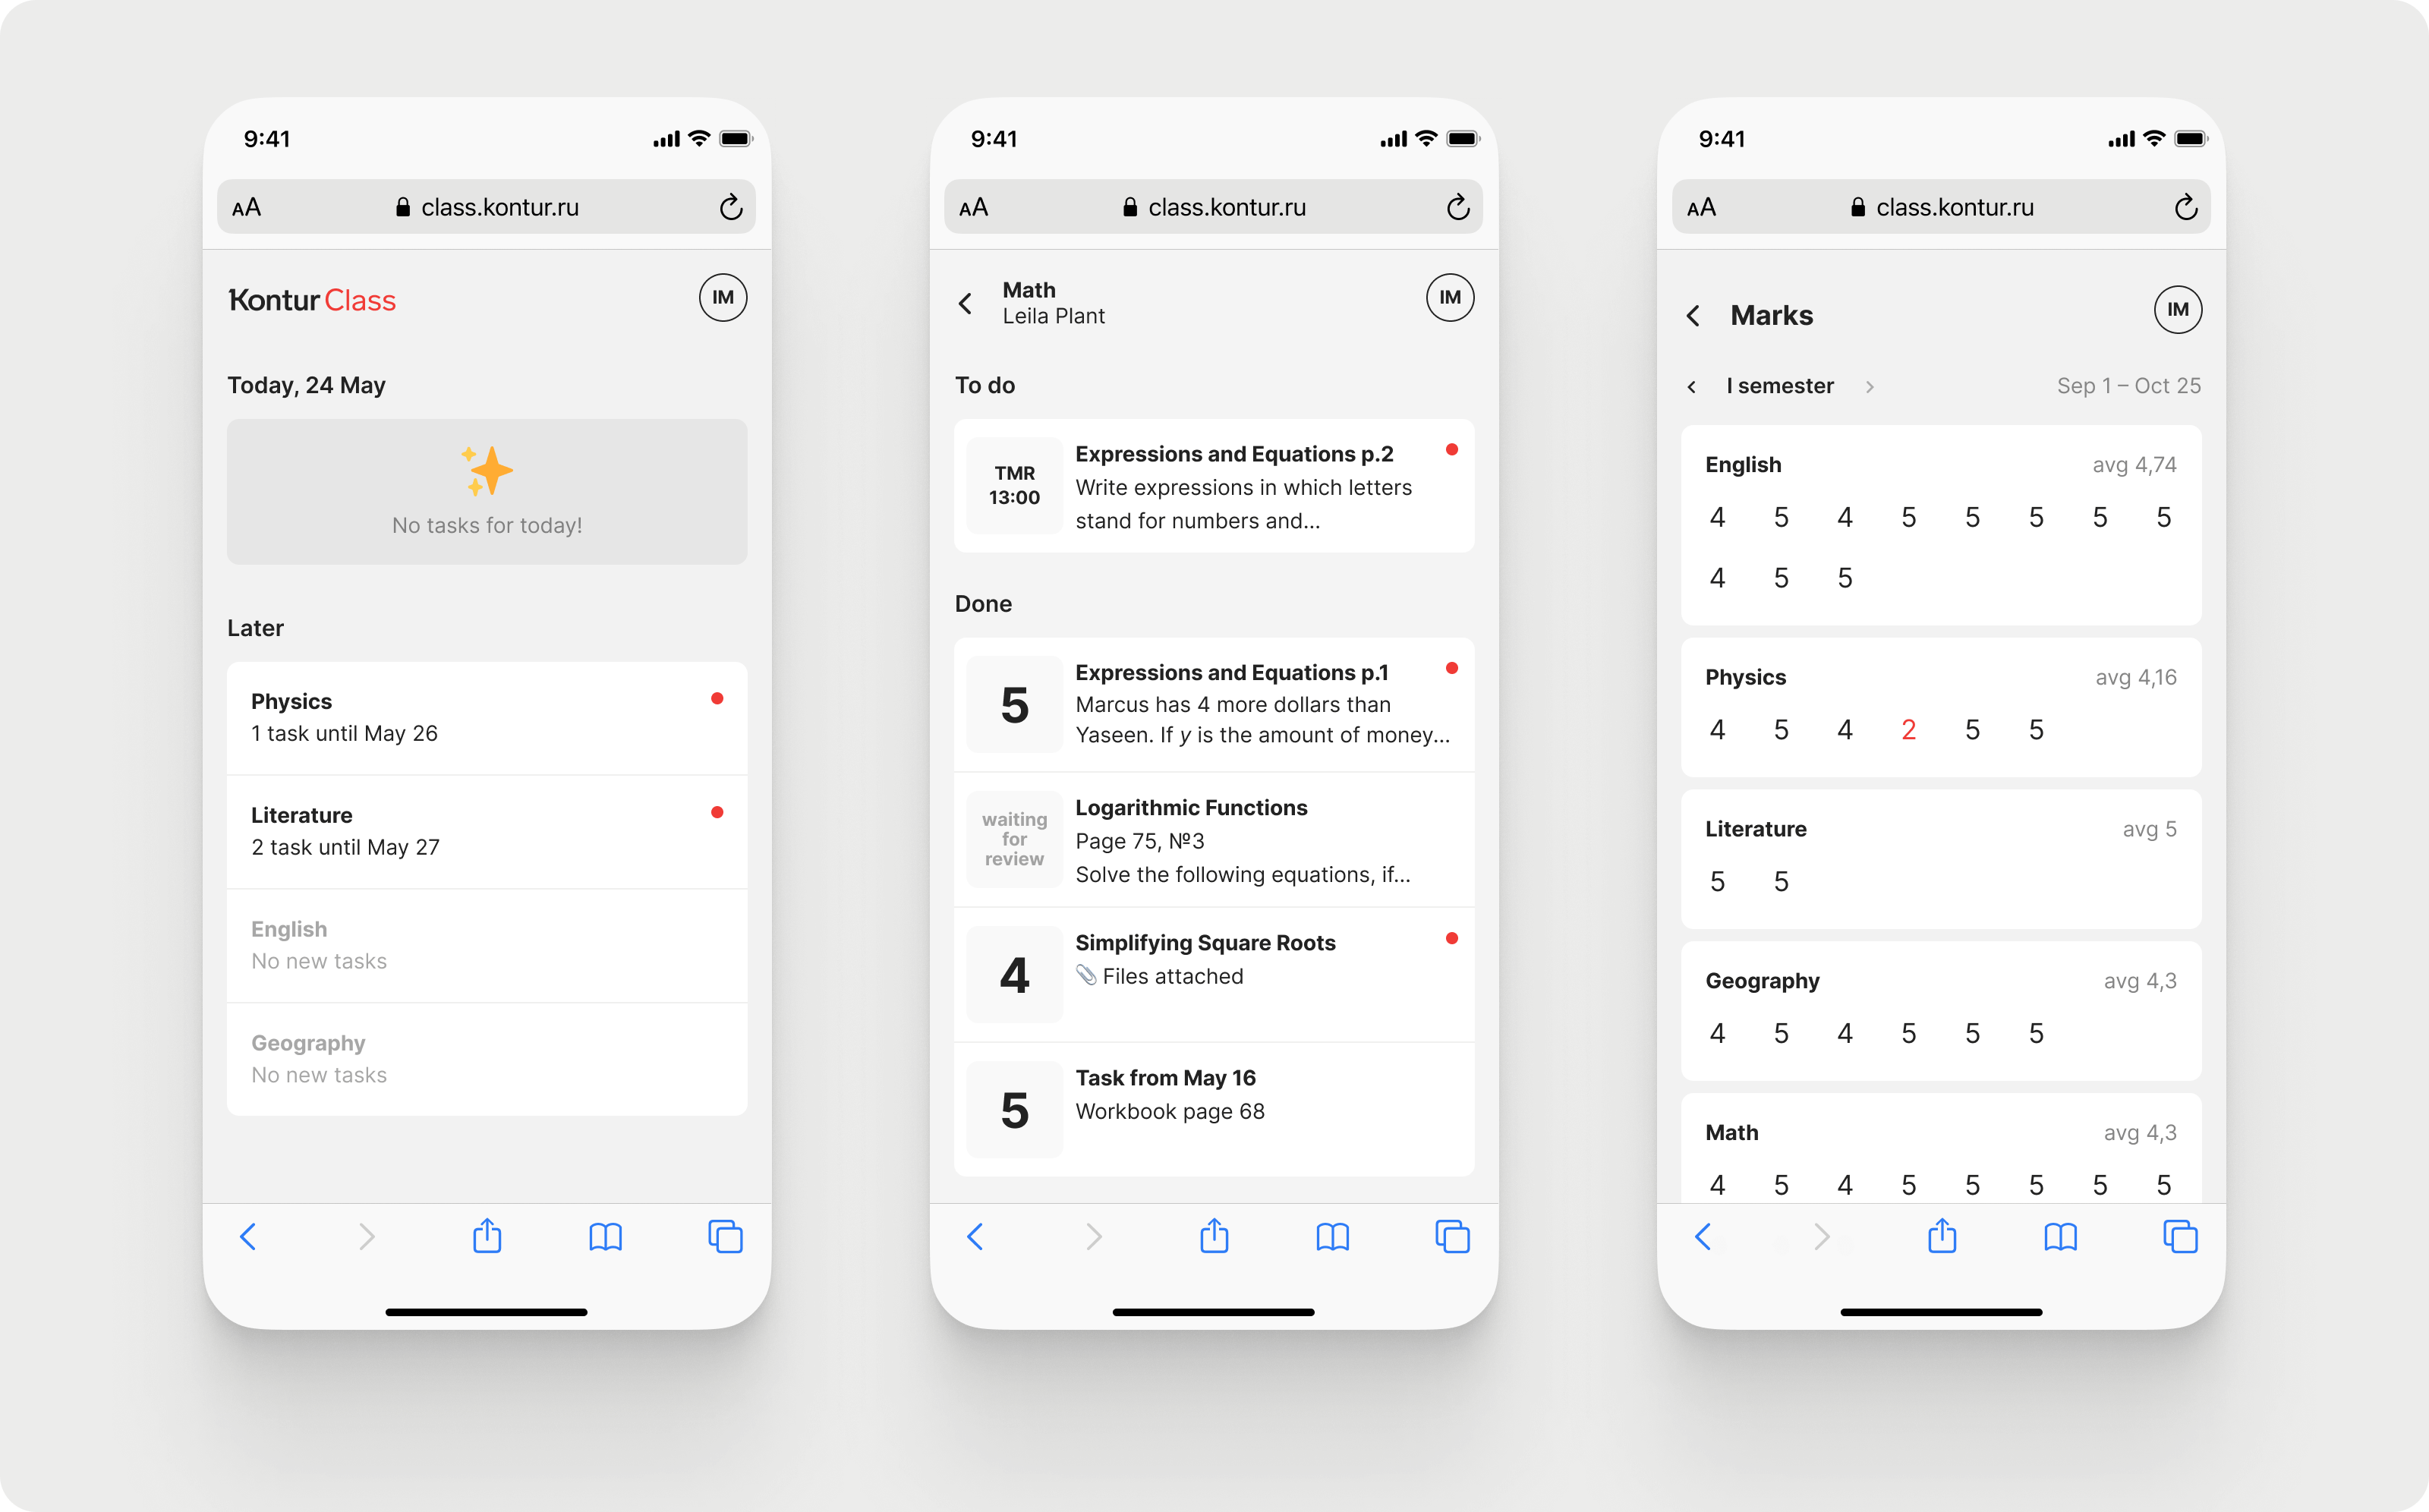 9:41
AA class.kontur.ru
Kontur Class IM
Today, 24 May
No tasks for today!
Later
Physics
1 task until May 26
Literature
2 task until May 27
English
No new tasks
Geography
No new tasks
9:41
AA class.kontur.ru
Math
Leila Plant
IM
To do
TMR
13:00
Expressions and Equations p.2
Write expressions in which letters
stand for numbers and...
Done
5
Expressions and Equations p.1
Marcus has 4 more dollars than
Yaseen. If y is the amount of money...
waiting
for
review
Logarithmic Functions
Page 75, №3
Solve the following equations, if...
4
Simplifying Square Roots
Files attached
5
Task from May 16
Workbook page 68
9:41
AA class.kontur.ru
Marks IM
I semester Sep 1 – Oct 25
English avg 4,74
4 5 4 5 5 5 5 5
4 5 5
Physics avg 4,16
4 5 4 2 5 5
Literature avg 5
5 5
Geography avg 4,3
4 5 4 5 5 5
Math avg 4,3
4 5 4 5 5 5 5 5